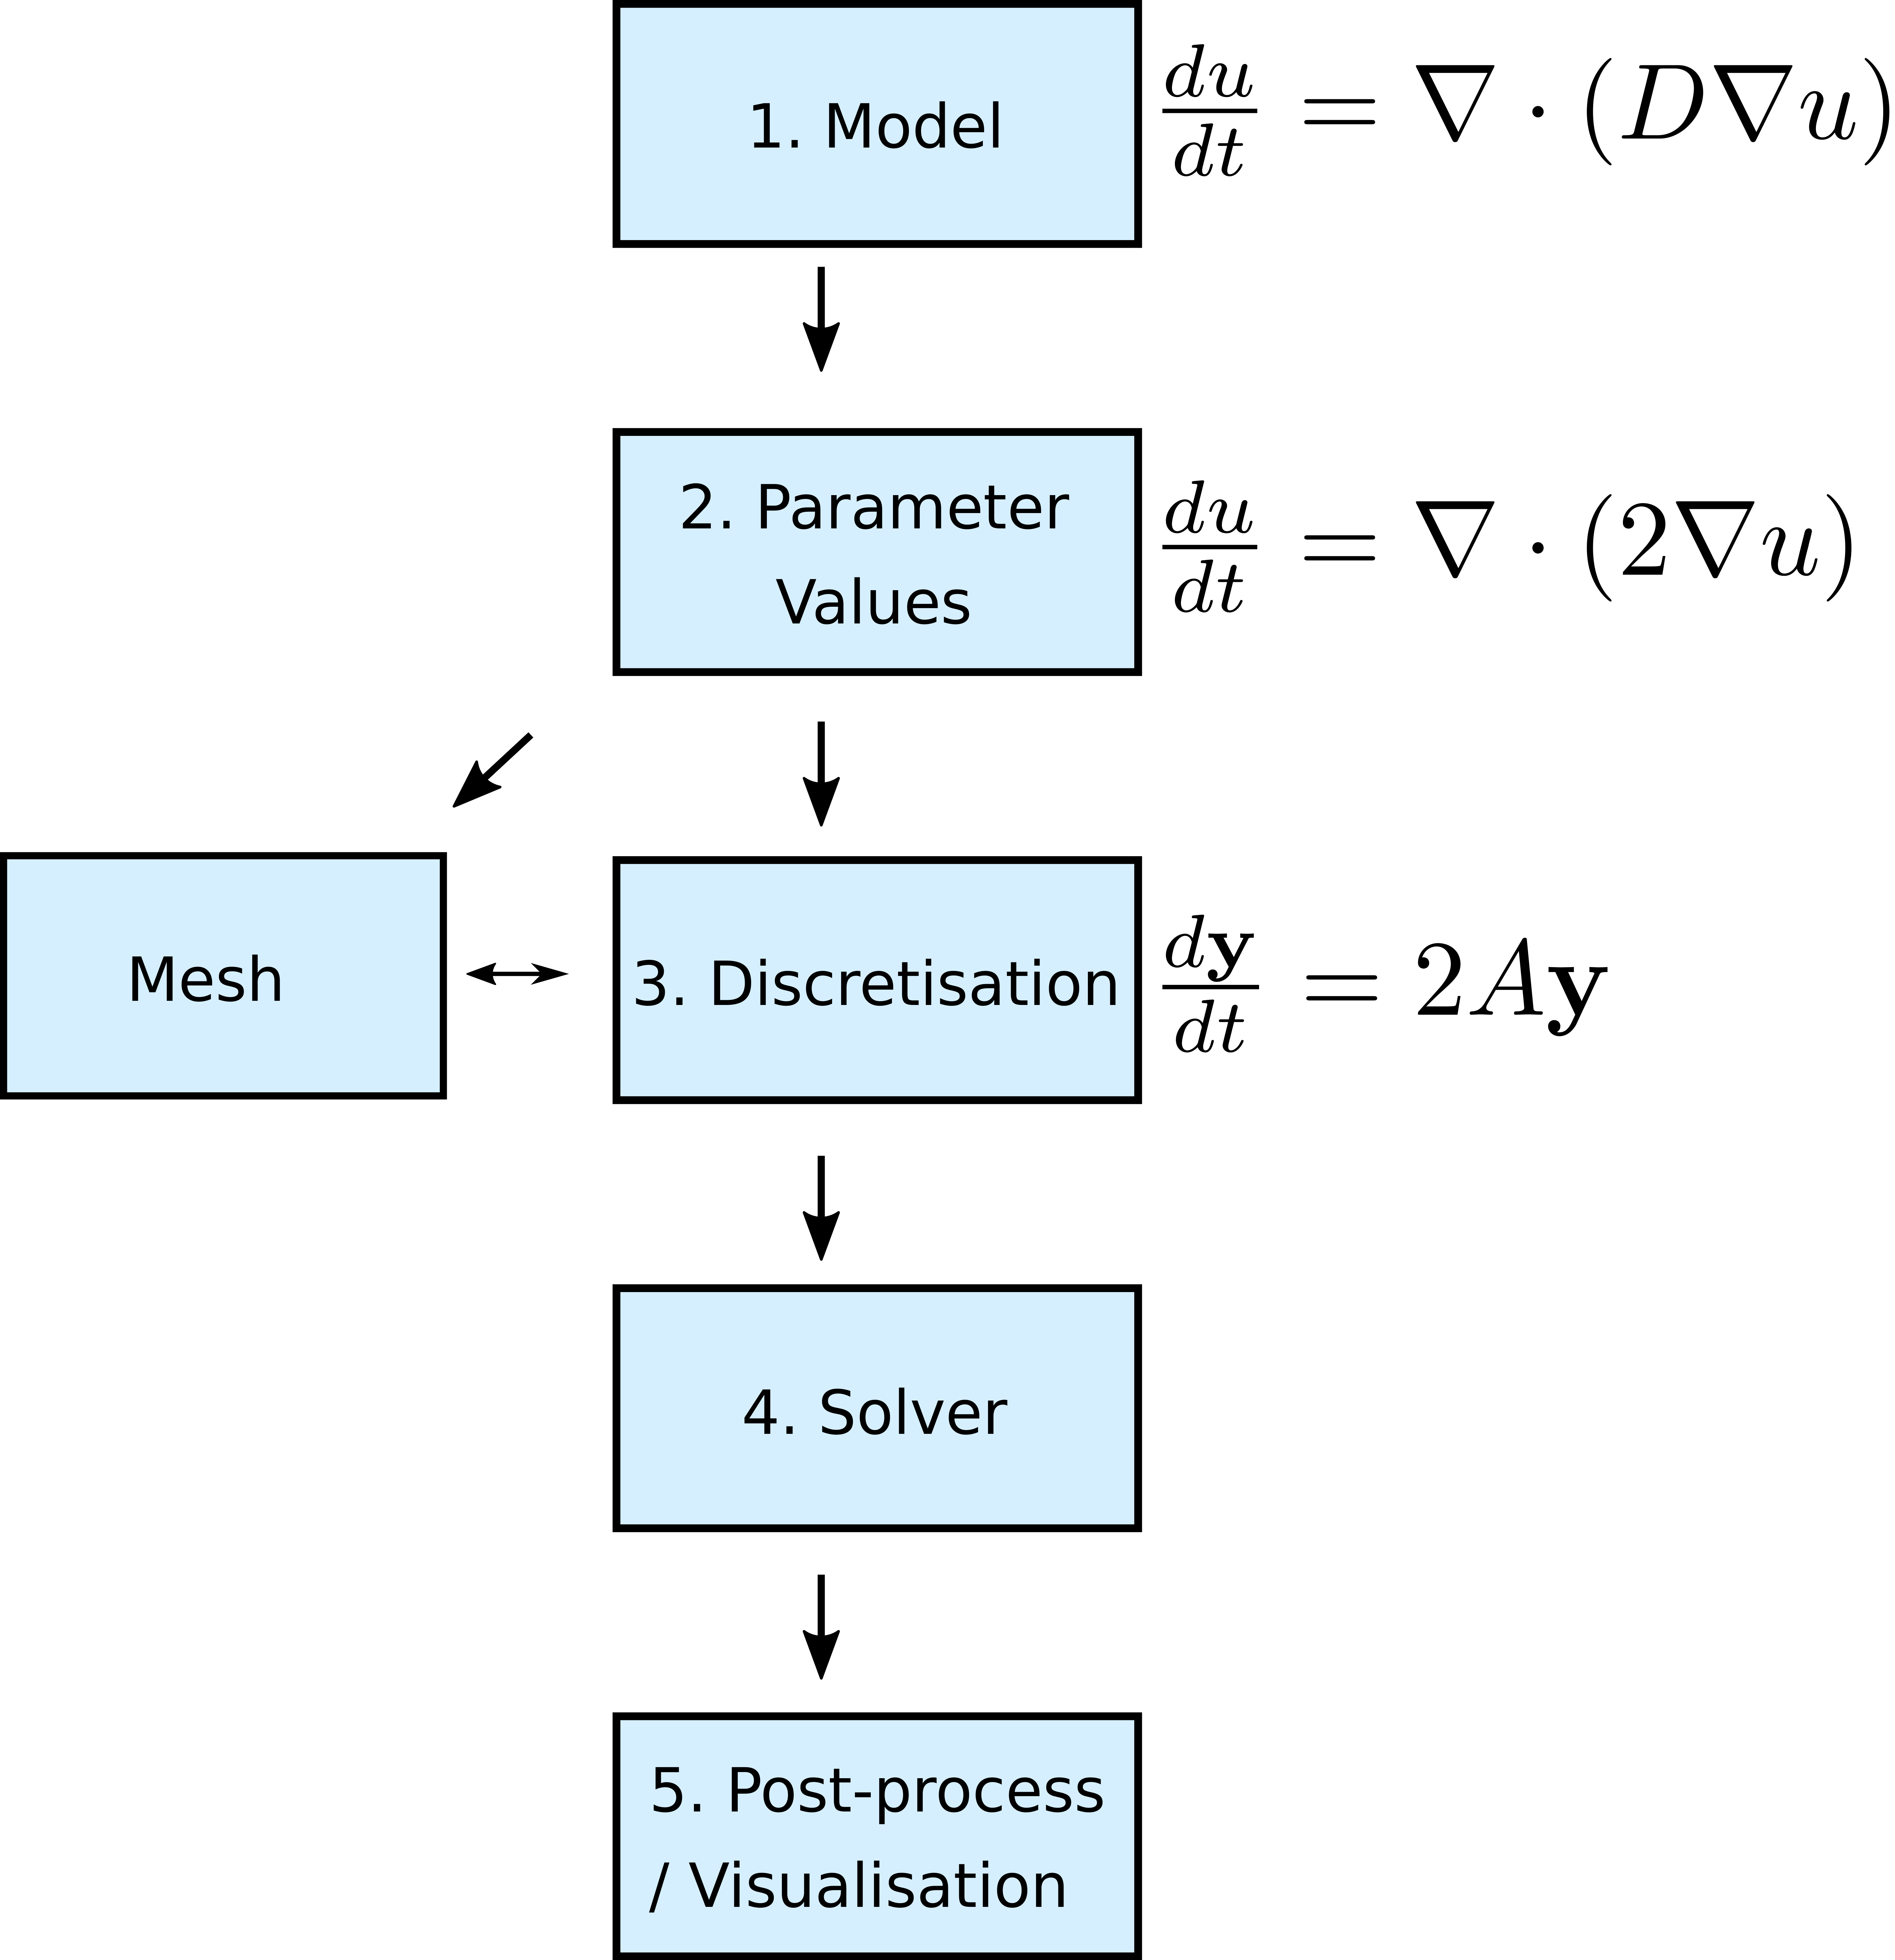 1. Model
du/dt = ∇ · (D∇u)
2. Parameter
Values
du/dt = ∇ · (2∇u)
Mesh
3. Discretisation
dy/dt = 2Ay
4. Solver
5. Post-process
/ Visualisation